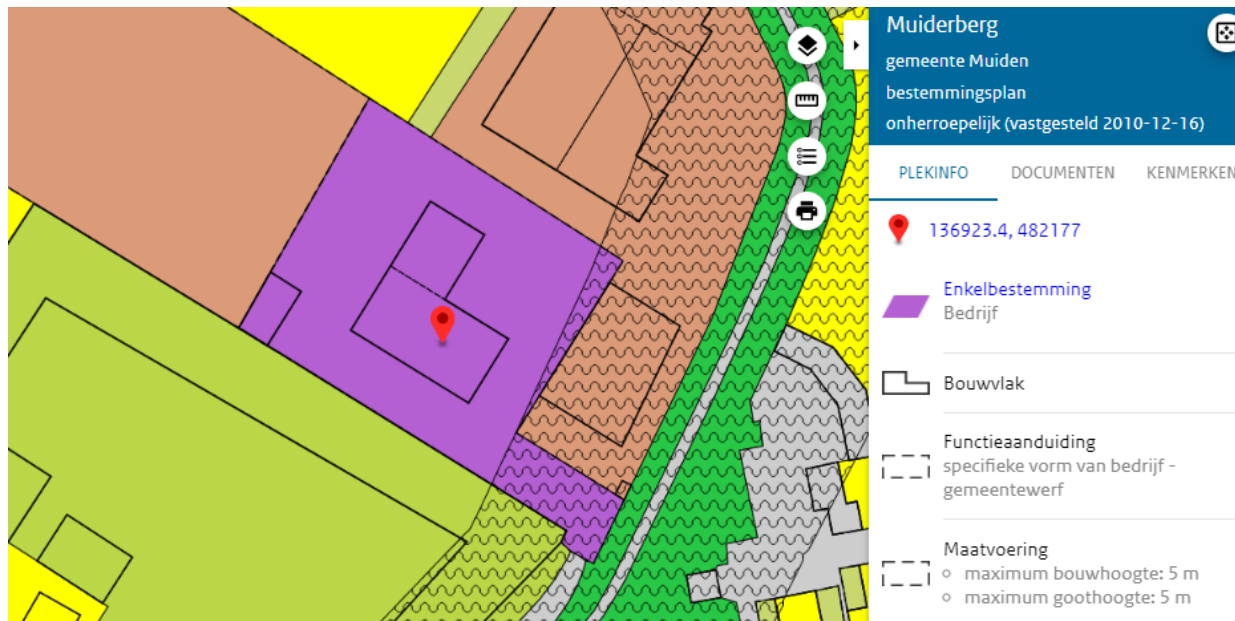 Muiderberg
gemeente Muiden
bestemmingsplan
onherroepelijk (vastgesteld 2010-12-16)
PLEKINFO DOCUMENTEN KENMERKEN
136923.4, 482177
Enkelbestemming
Bedrijf
Bouwvlak
Functieaanduiding
specifieke vorm van bedrijf -
gemeentewerf
Maatvoering
maximum bouwhoogte: 5 m
maximum goothoogte: 5 m